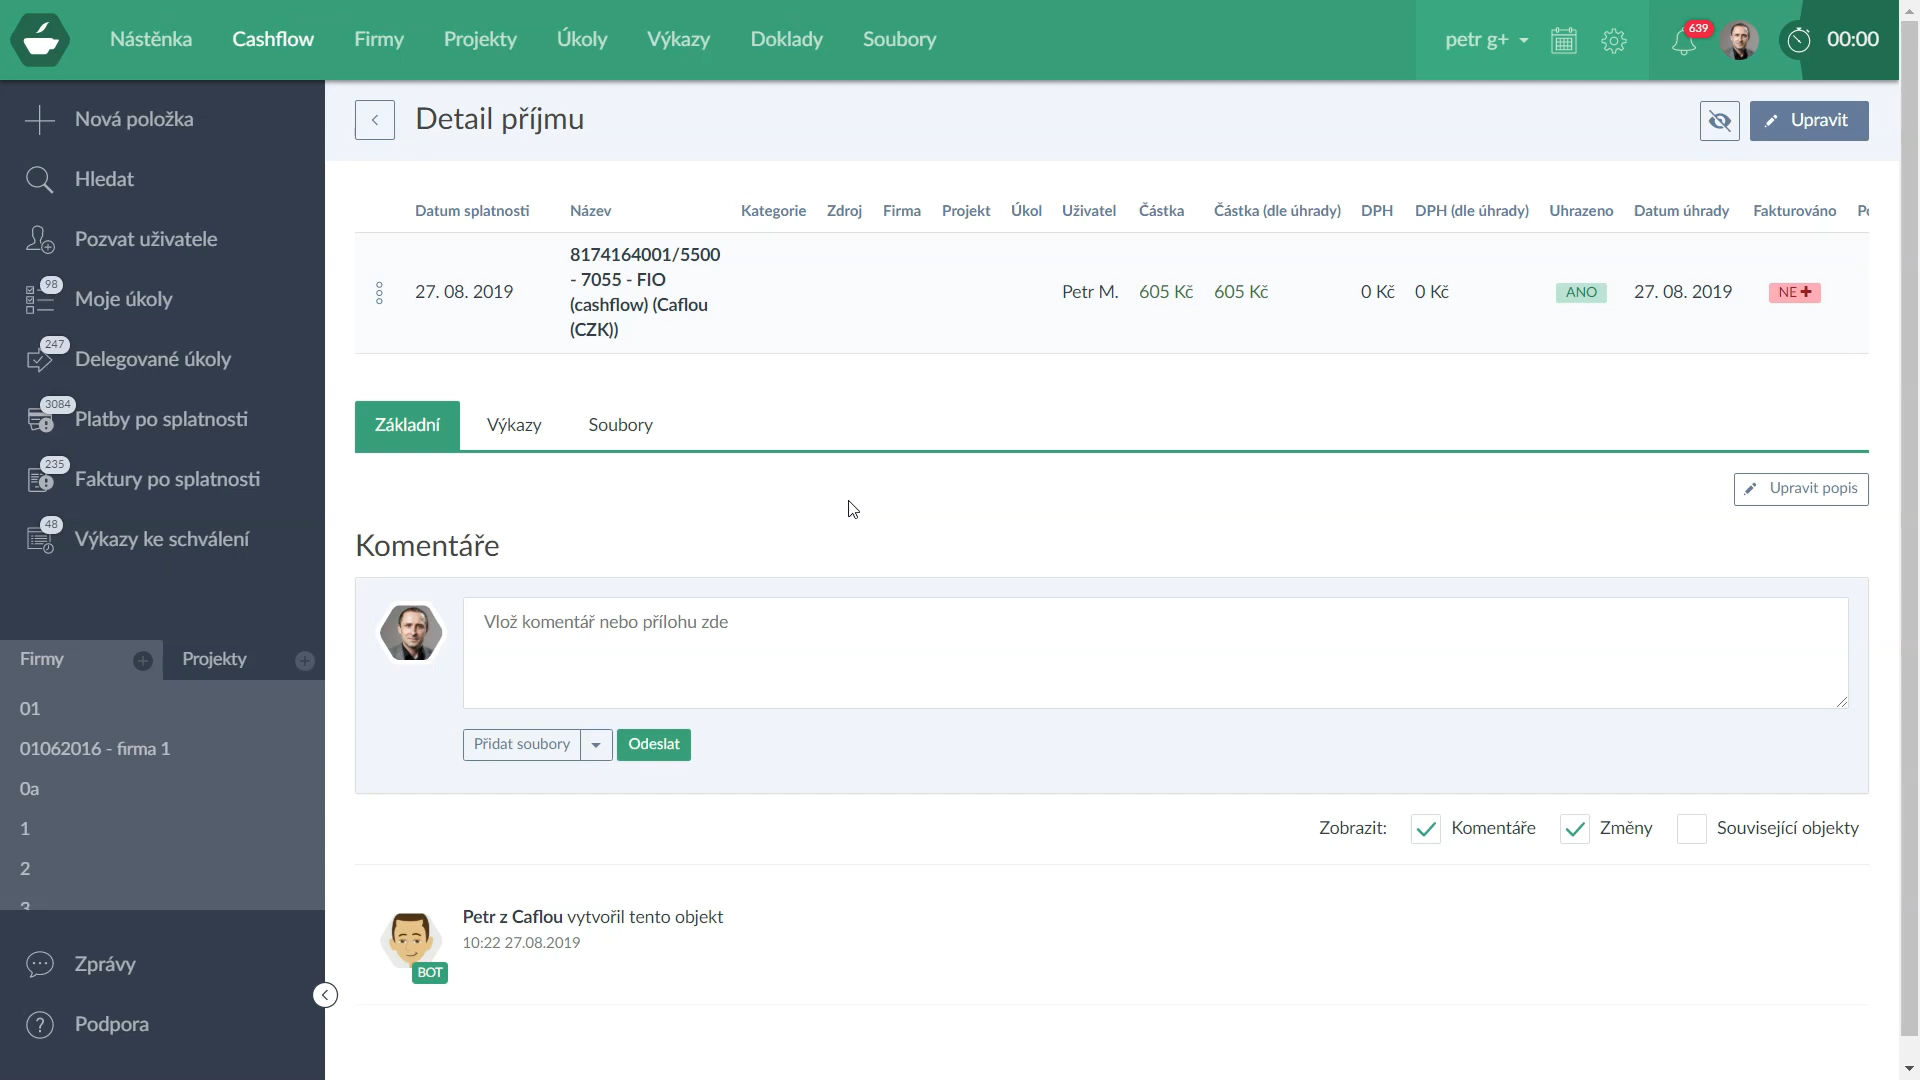 Nástěnka
Cashflow
Firmy
Projekty
Úkoly
Výkazy
Doklady
Soubory
petr g+
639
00:00
Nová položka
Hledat
Pozvat uživatele
98
Moje úkoly
247
Delegované úkoly
3084
Platby po splatnosti
235
Faktury po splatnosti
48
Výkazy ke schválení
Firmy
Projekty
01
01062016 - firma 1
0a
1
2
3
Zprávy
Podpora
Detail příjmu
Upravit
Datum splatnosti
Název
Kategorie
Zdroj
Firma
Projekt
Úkol
Uživatel
Částka
Částka (dle úhrady)
DPH
DPH (dle úhrady)
Uhrazeno
Datum úhrady
Fakturováno
27. 08. 2019
8174164001/5500
- 7055 - FIO
(cashflow) (Caflou
(CZK))
Petr M.
605 Kč
605 Kč
0 Kč
0 Kč
ANO
27. 08. 2019
NE
Základní
Výkazy
Soubory
Upravit popis
Komentáře
Vlož komentář nebo přílohu zde
Přidat soubory
Odeslat
Zobrazit:
Komentáře
Změny
Související objekty
Petr z Caflou vytvořil tento objekt
10:22 27.08.2019
BOT